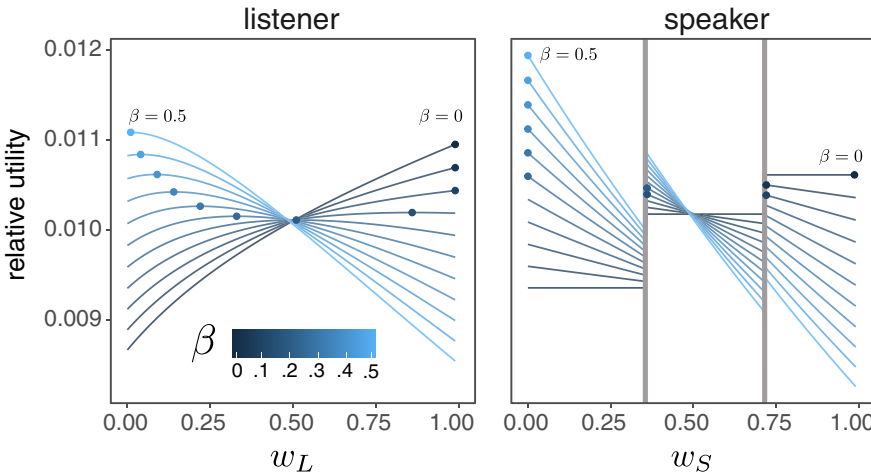 listener
speaker
relative utility
0.012
0.011
0.010
0.009
β = 0.5
β = 0
β = 0.5
β = 0
β
0 .1 .2 .3 .4 .5
0.00 0.25 0.50 0.75 1.00
0.00 0.25 0.50 0.75 1.00
w_L
w_S